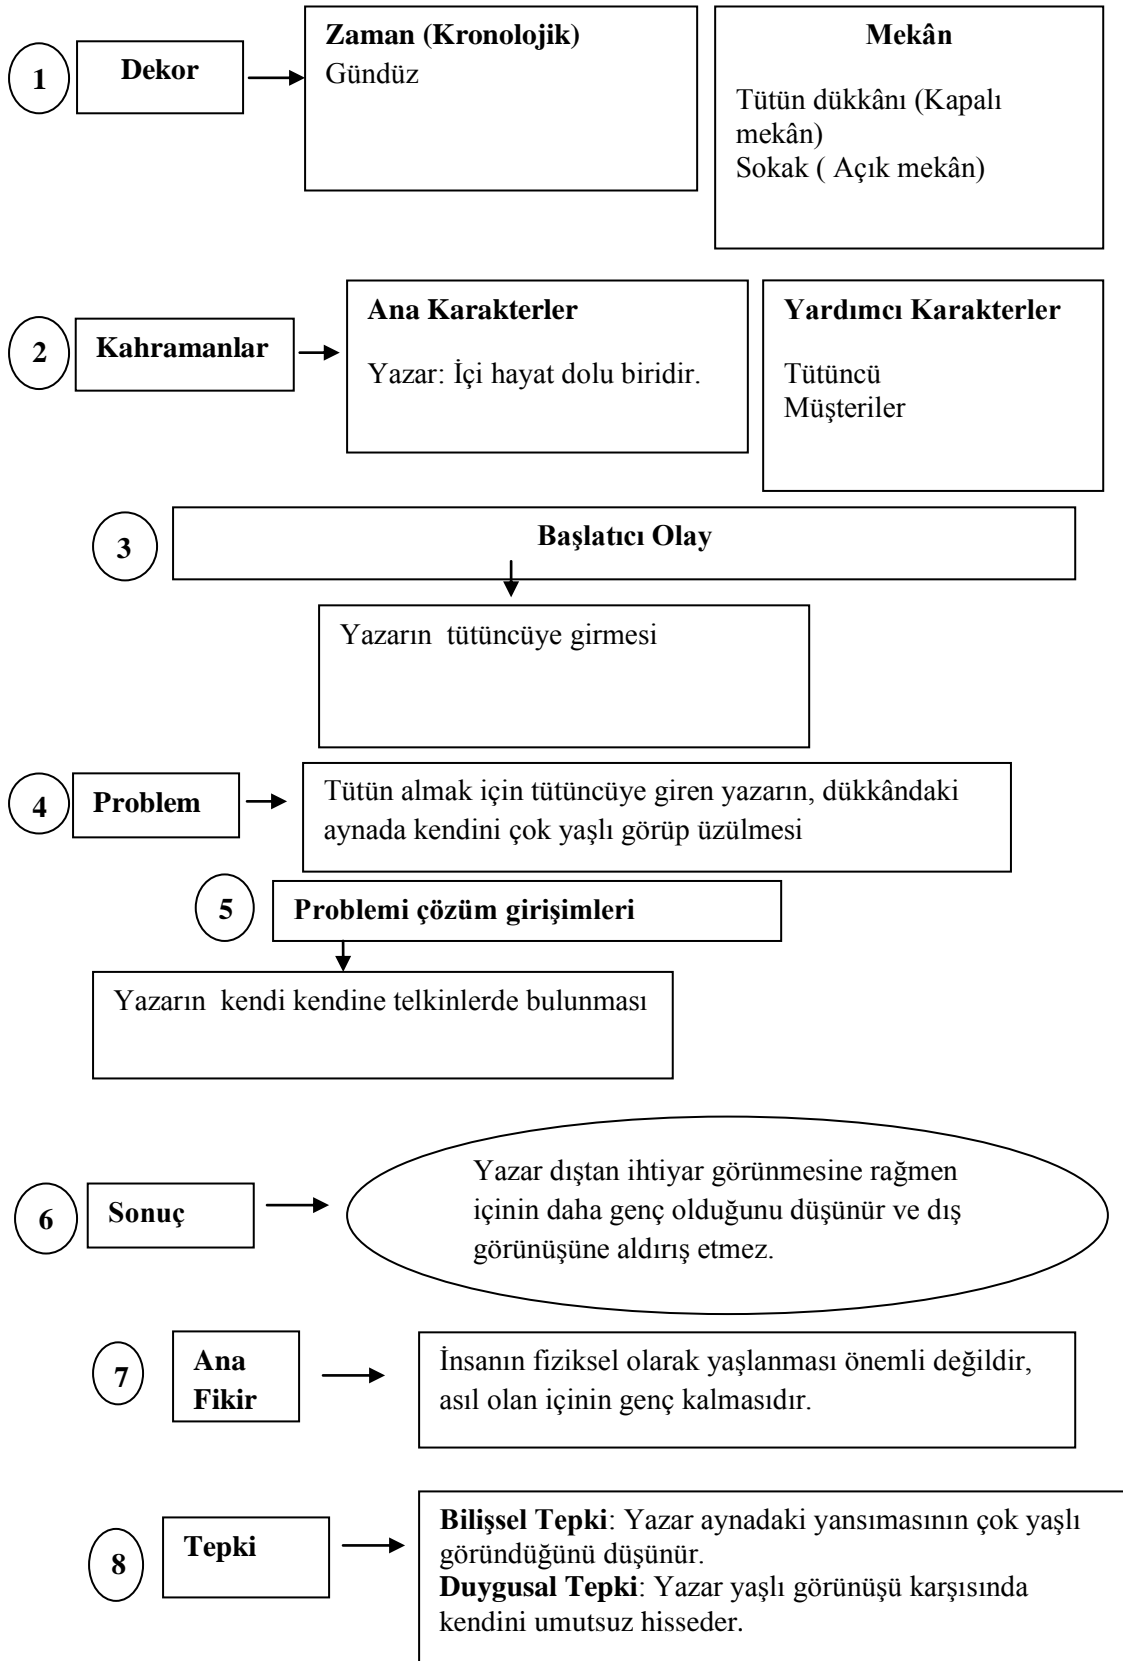 1
Dekor
Zaman (Kronolojik)
Gündüz
Mekân
Tütün dükkânı (Kapalı
mekân)
Sokak ( Açık mekân)
2
Kahramanlar
Ana Karakterler
Yazar: İçi hayat dolu biridir.
Yardımcı Karakterler
Tütüncü
Müşteriler
3
Başlatıcı Olay
Yazarın tütüncüye girmesi
4
Problem
Tütün almak için tütüncüye giren yazarın, dükkândaki
aynada kendini çok yaşlı görüp üzülmesi
5
Problemi çözüm girişimleri
Yazarın kendi kendine telkinlerde bulunması
6
Sonuç
Yazar dıştan ihtiyar görünmesine rağmen
içinin daha genç olduğunu düşünür ve dış
görünüşüne aldırış etmez.
7
Ana
Fikir
İnsanın fiziksel olarak yaşlanması önemli değildir,
asıl olan içinin genç kalmasıdır.
8
Tepki
Bilişsel Tepki: Yazar aynadaki yansımasının çok yaşlı
göründüğünü düşünür.
Duygusal Tepki: Yazar yaşlı görünüşü karşısında
kendini umutsuz hisseder.